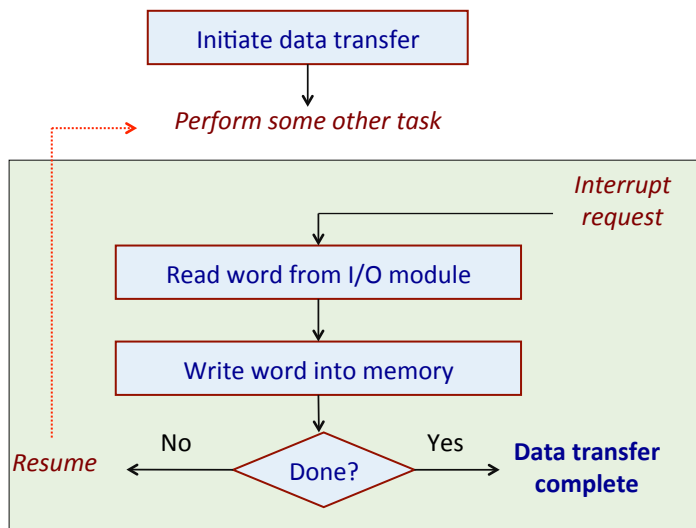 Initiate data transfer
Perform some other task
Interrupt
request
Read word from I/O module
Write word into memory
No
Yes
Resume
Done?
Data transfer
complete